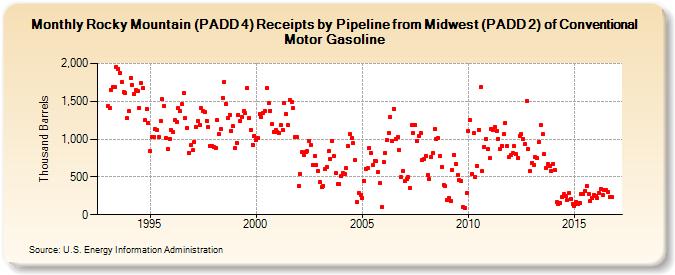 Monthly Rocky Mountain (PADD 4) Receipts by Pipeline from Midwest (PADD 2) of Conventional
Motor Gasoline
Thousand Barrels
2,000
1,500
1,000
500
0
1995
2000
2005
2010
2015
Source: U.S. Energy Information Administration